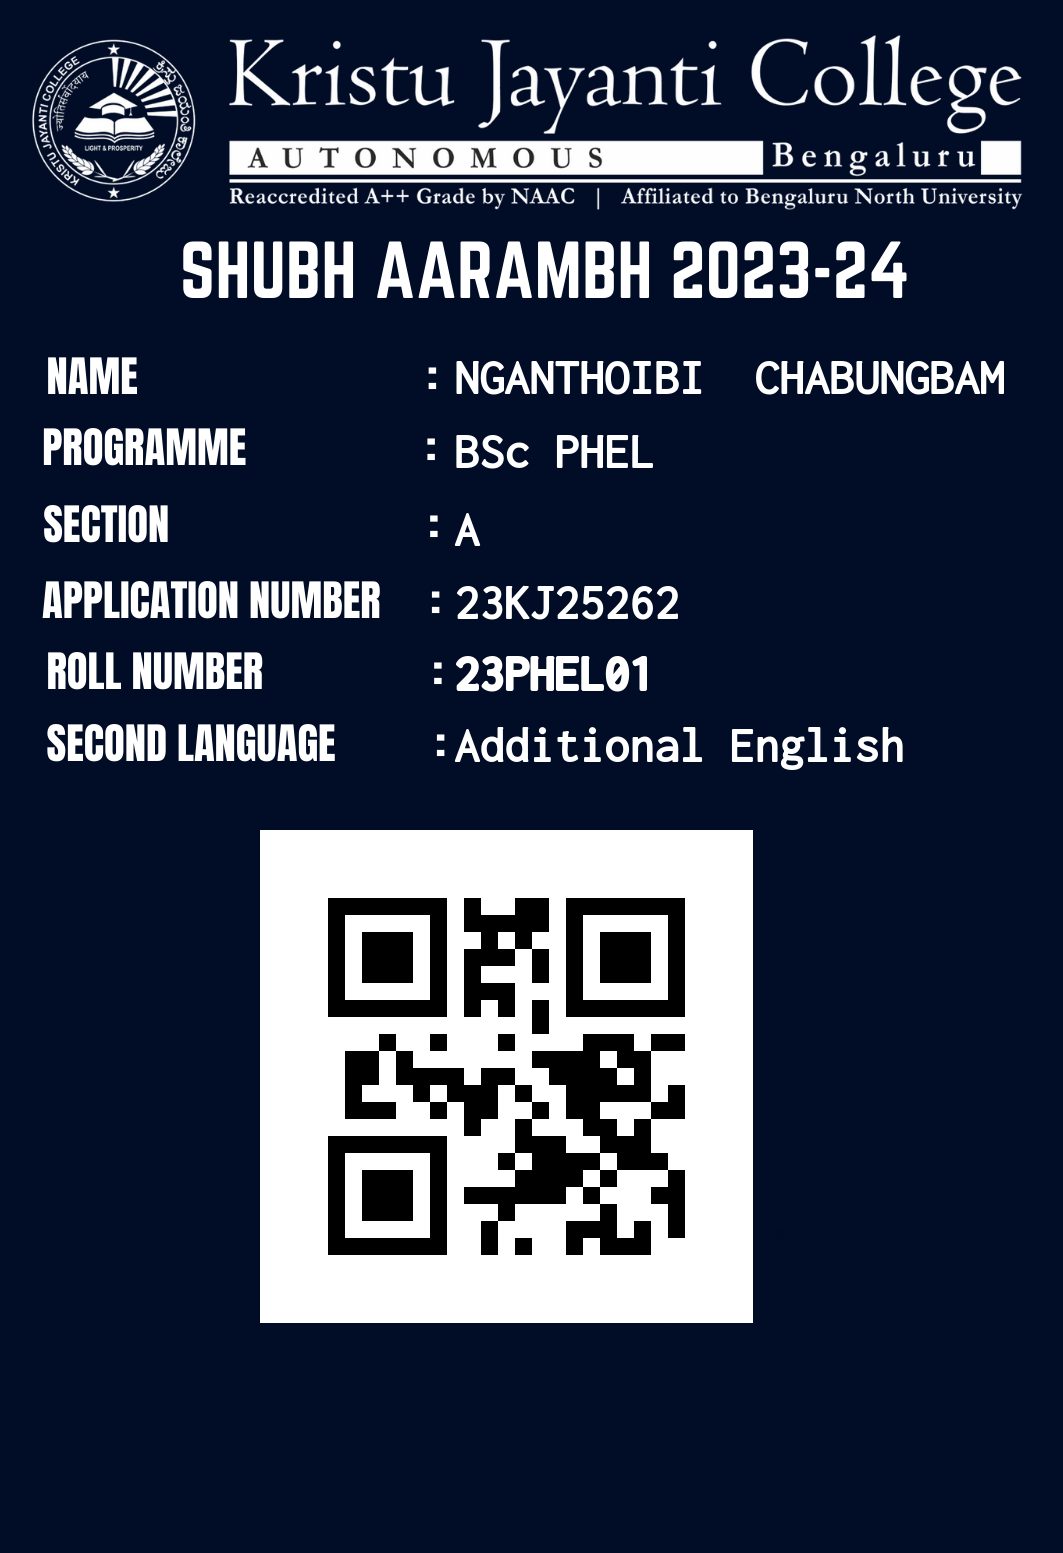 KRISTU JAYANTI COLLEGE
ಕ್ರಿಸ್ತು ಜಯಂತಿ ಕಾಲೇಜು
ज्योतिर्समृद्धिश्च
LIGHT & PROSPERITY
Kristu Jayanti College
AUTONOMOUS Bengaluru
Reaccredited A++ Grade by NAAC | Affiliated to Bengaluru North University
SHUBH AARAMBH 2023-24
NAME : NGANTHOIBI CHABUNGBAM
PROGRAMME : BSc PHEL
SECTION : A
APPLICATION NUMBER : 23KJ25262
ROLL NUMBER : 23PHEL01
SECOND LANGUAGE : Additional English